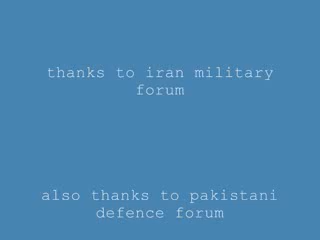 thanks to iran military
forum
also thanks to pakistani
defence forum